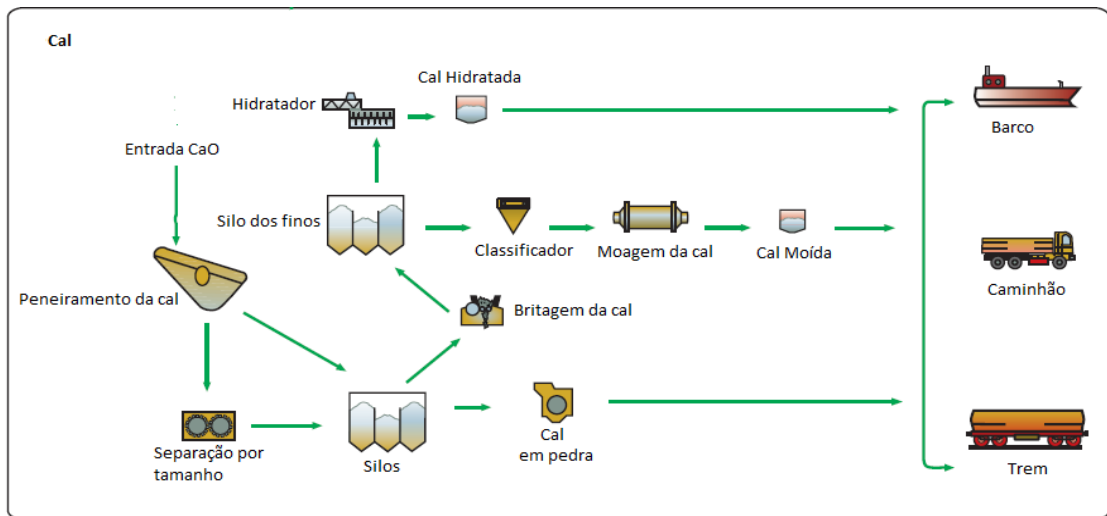 Cal
Cal Hidratada
Hidratador
Barco
Entrada CaO
Silo dos finos
Classificador
Moagem da cal
Cal Moída
Caminhão
Peneiramento da cal
Britagem da cal
Separação por
tamanho
Silos
Cal
em pedra
Trem